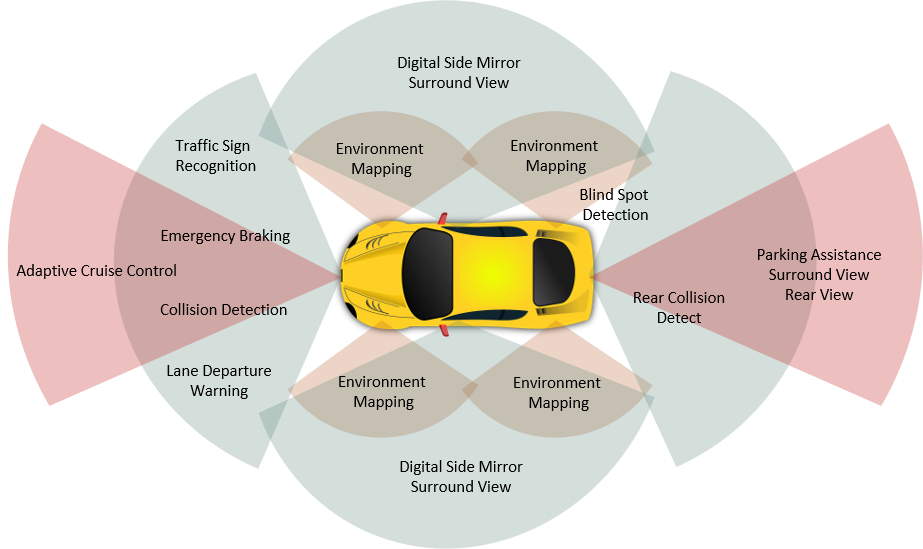 Digital Side Mirror
Surround View
Traffic Sign
Recognition
Environment
Mapping
Environment
Mapping
Blind Spot
Detection
Emergency Braking
Adaptive Cruise Control
Collision Detection
Parking Assistance
Surround View
Rear View
Rear Collision
Detect
Lane Departure
Warning
Environment
Mapping
Environment
Mapping
Digital Side Mirror
Surround View